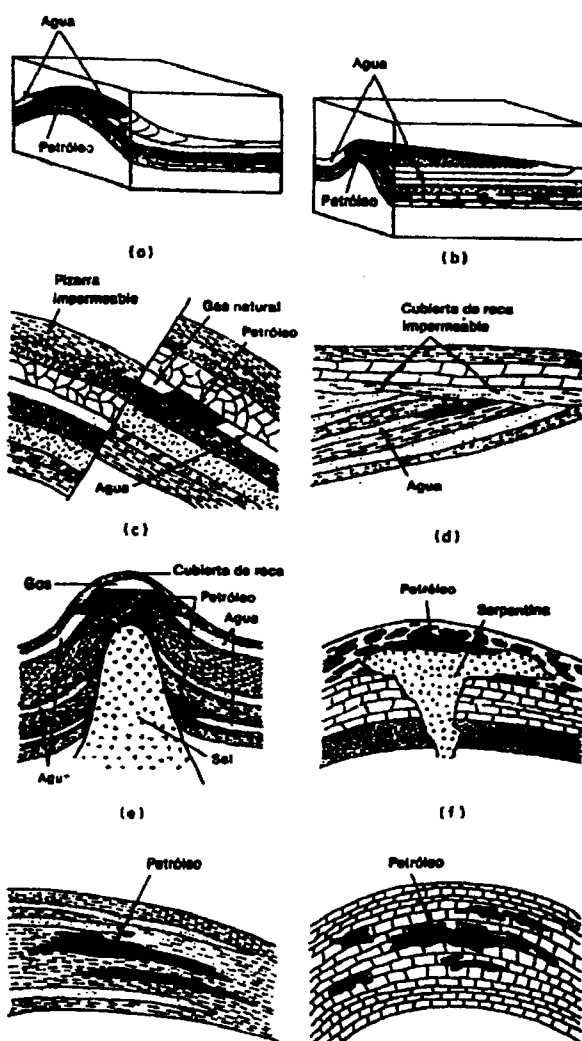 Agua
Petróleo
(a)
Agua
Petróleo
(b)
Pizarra
impermeable
Gas natural
Petróleo
Agua
(c)
Cubierta de roca
impermeable
Agua
(d)
Cubierta de roca
Gas
Petróleo
Agua
Sal
Agua
(e)
Petróleo
Serpentina
(f)
Petróleo
Petróleo